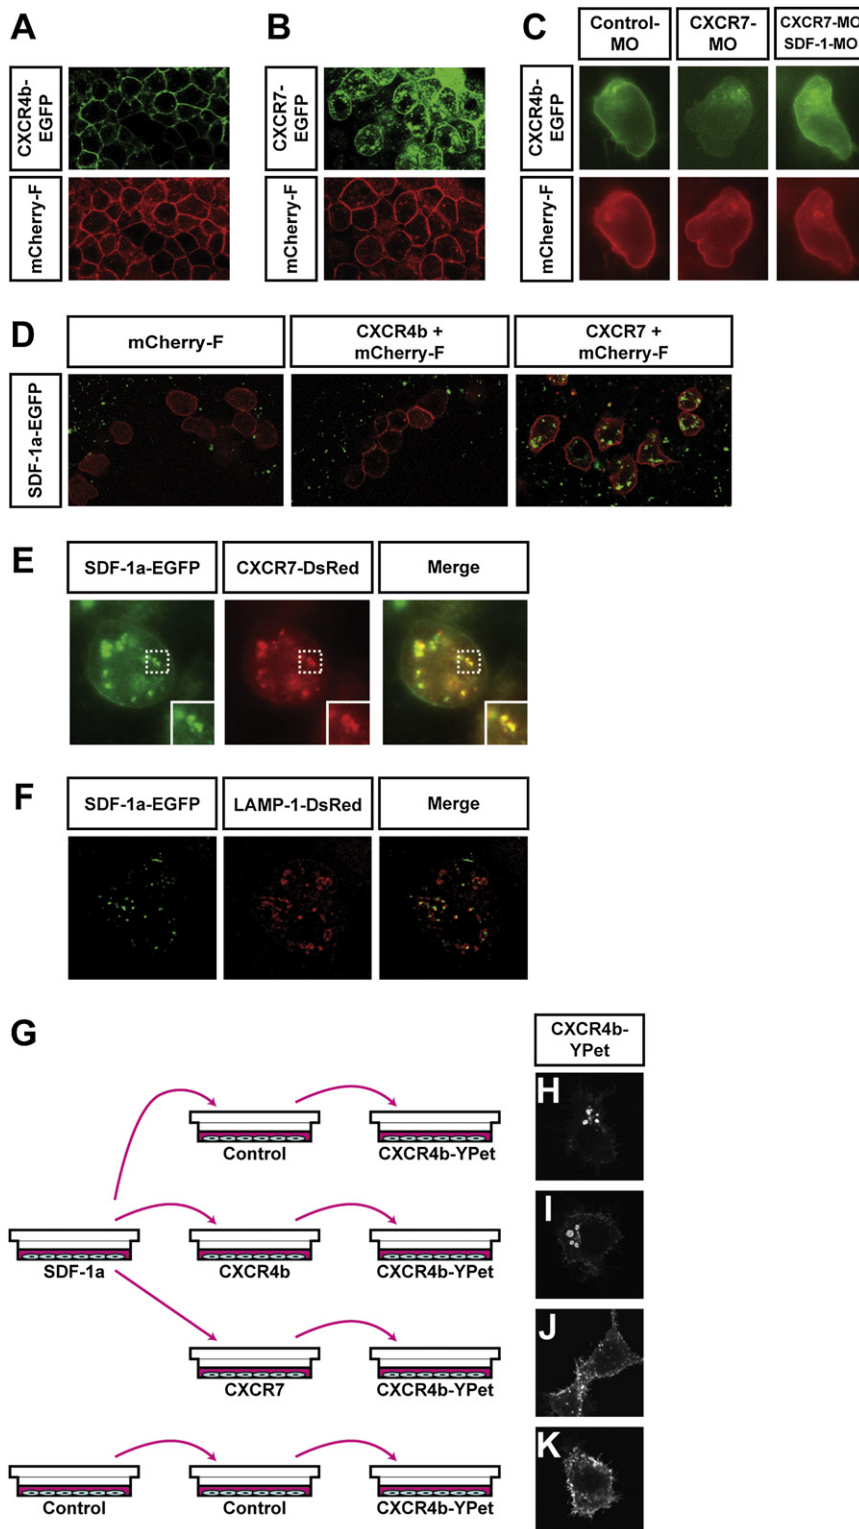 A
CXCR4b-
EGFP
mCherry-F
B
CXCR7-
EGFP
mCherry-F
C
Control-
MO
CXCR7-
MO
CXCR7-MO
SDF-1-MO
CXCR4b-
EGFP
mCherry-F
D
mCherry-F
CXCR4b +
mCherry-F
CXCR7 +
mCherry-F
SDF-1a-EGFP
E
SDF-1a-EGFP
CXCR7-DsRed
Merge
F
SDF-1a-EGFP
LAMP-1-DsRed
Merge
G
CXCR4b-
YPet
Control
CXCR4b-YPet
H
SDF-1a
CXCR4b
CXCR4b-YPet
I
CXCR7
CXCR4b-YPet
J
Control
Control
CXCR4b-YPet
K